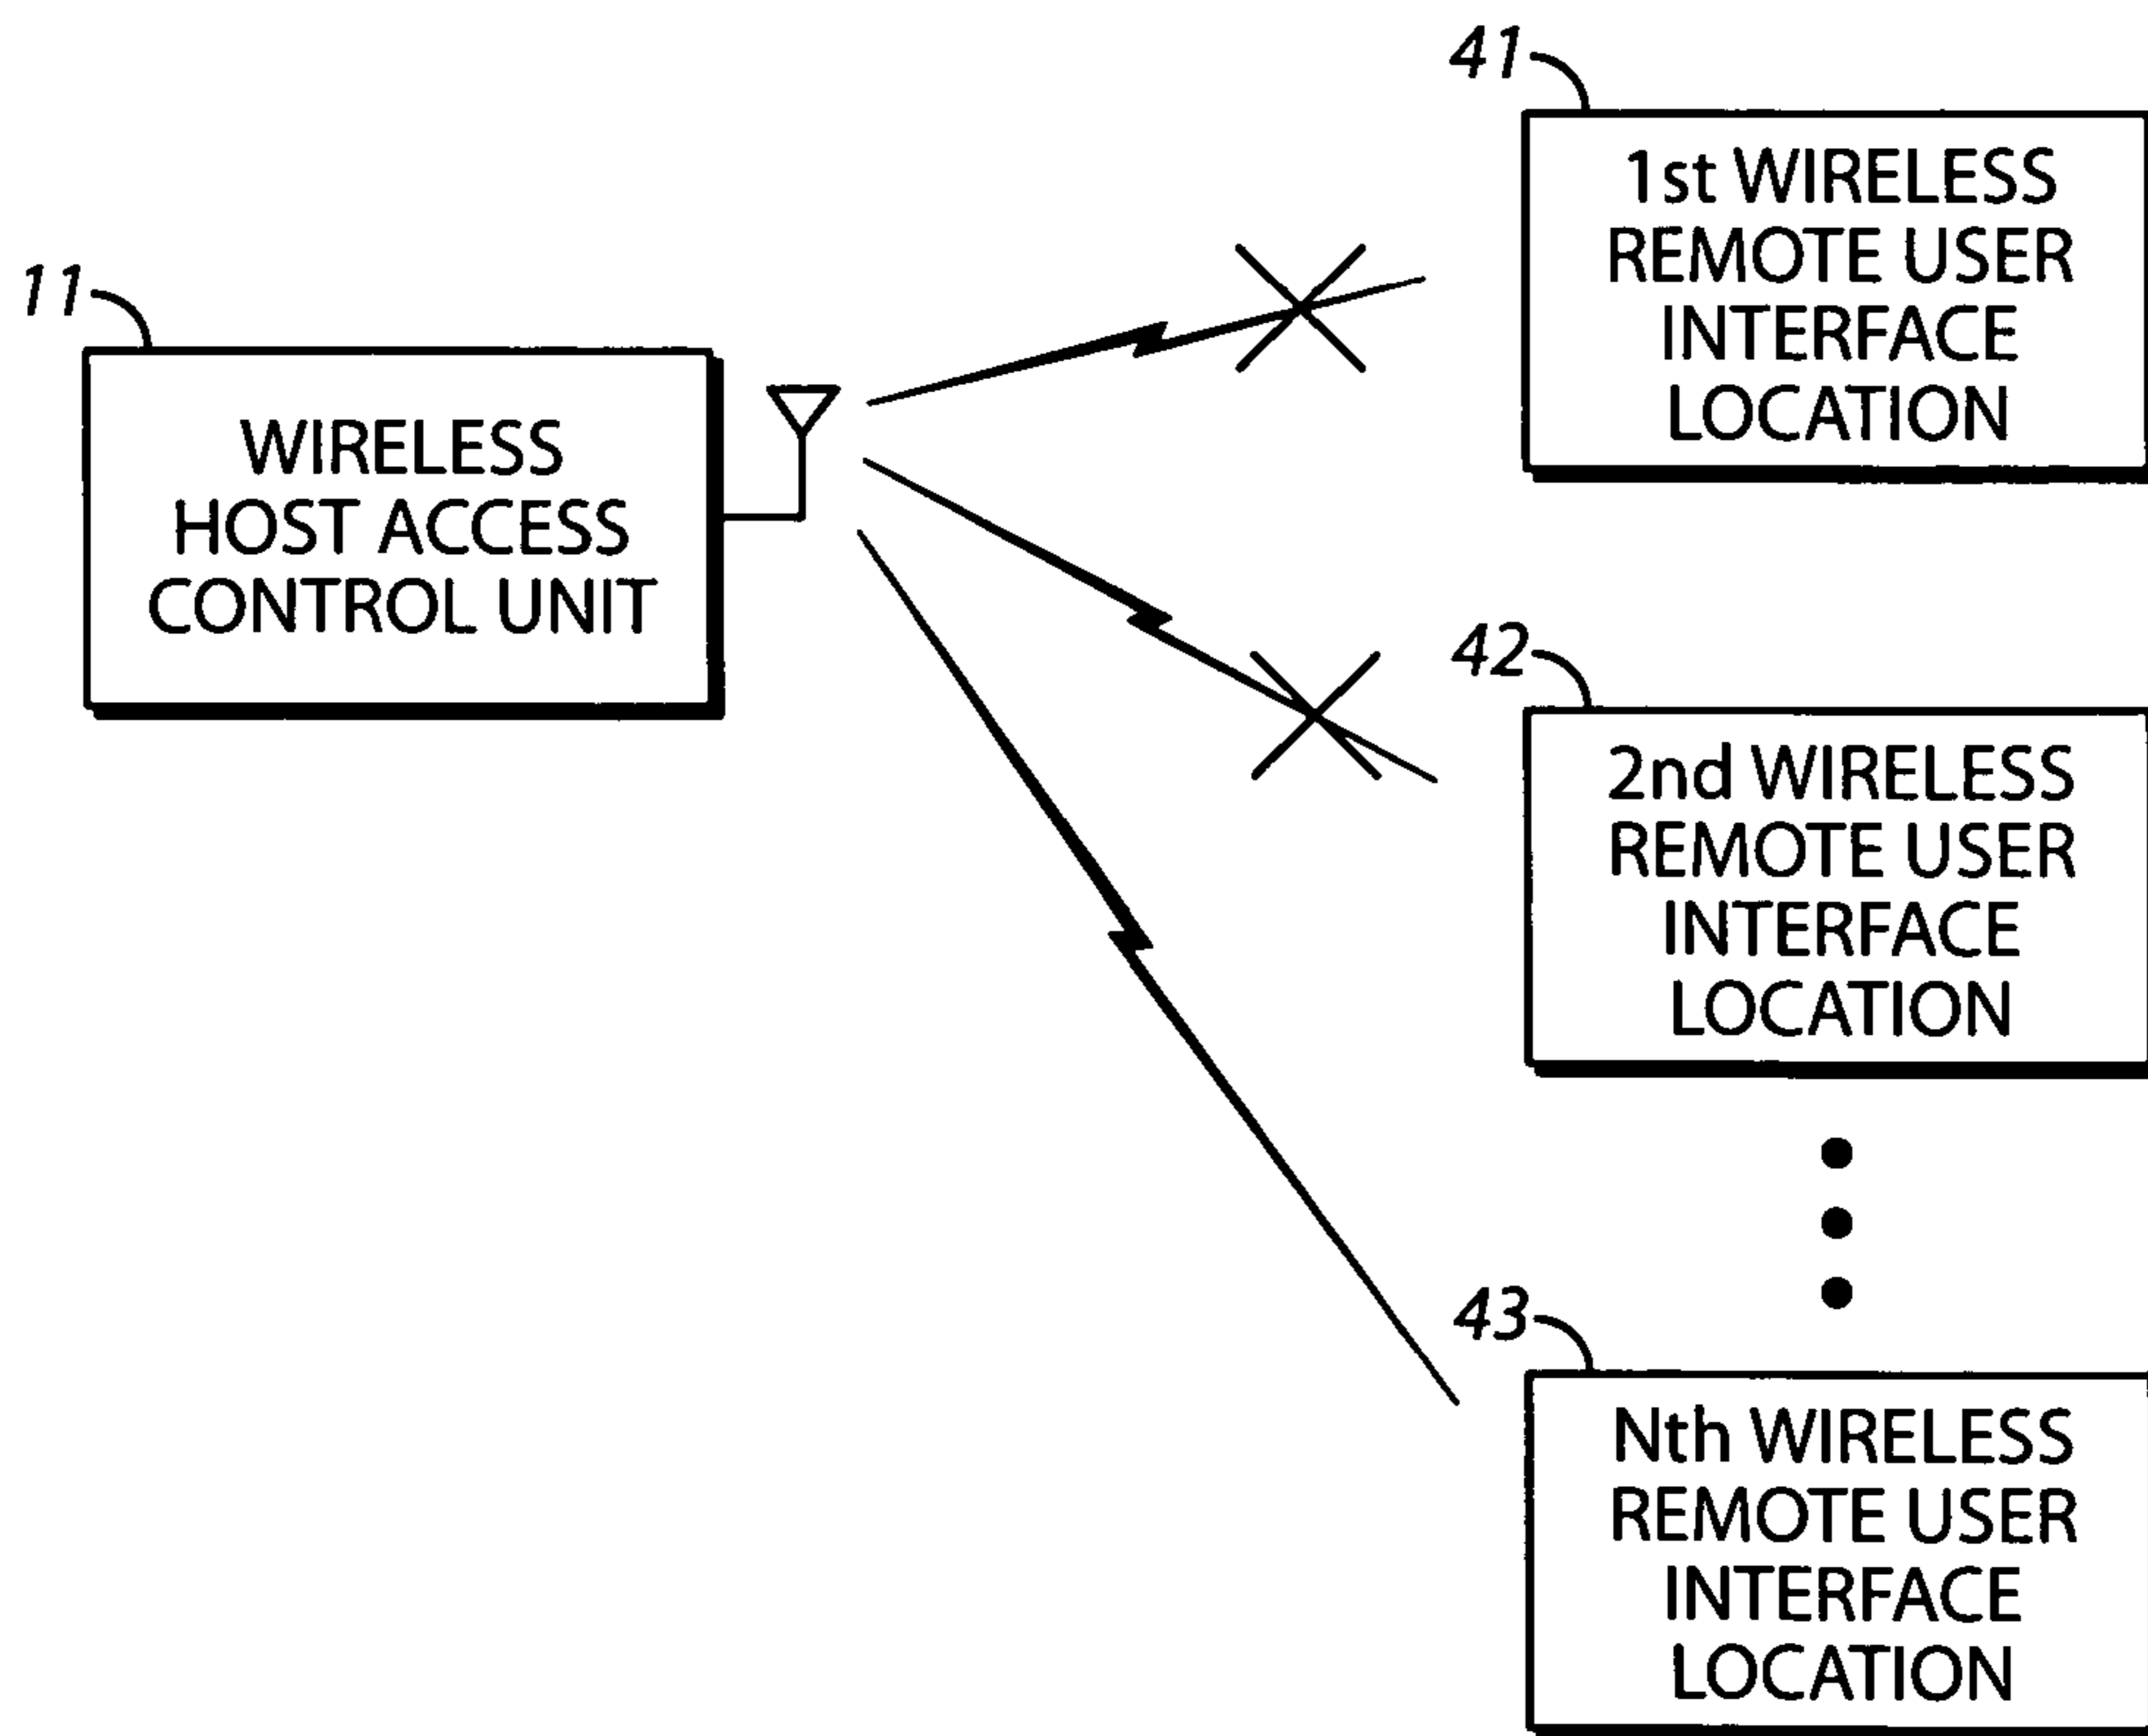 11
WIRELESS
HOST ACCESS
CONTROL UNIT
41
1st WIRELESS
REMOTE USER
INTERFACE
LOCATION
42
2nd WIRELESS
REMOTE USER
INTERFACE
LOCATION
43
Nth WIRELESS
REMOTE USER
INTERFACE
LOCATION